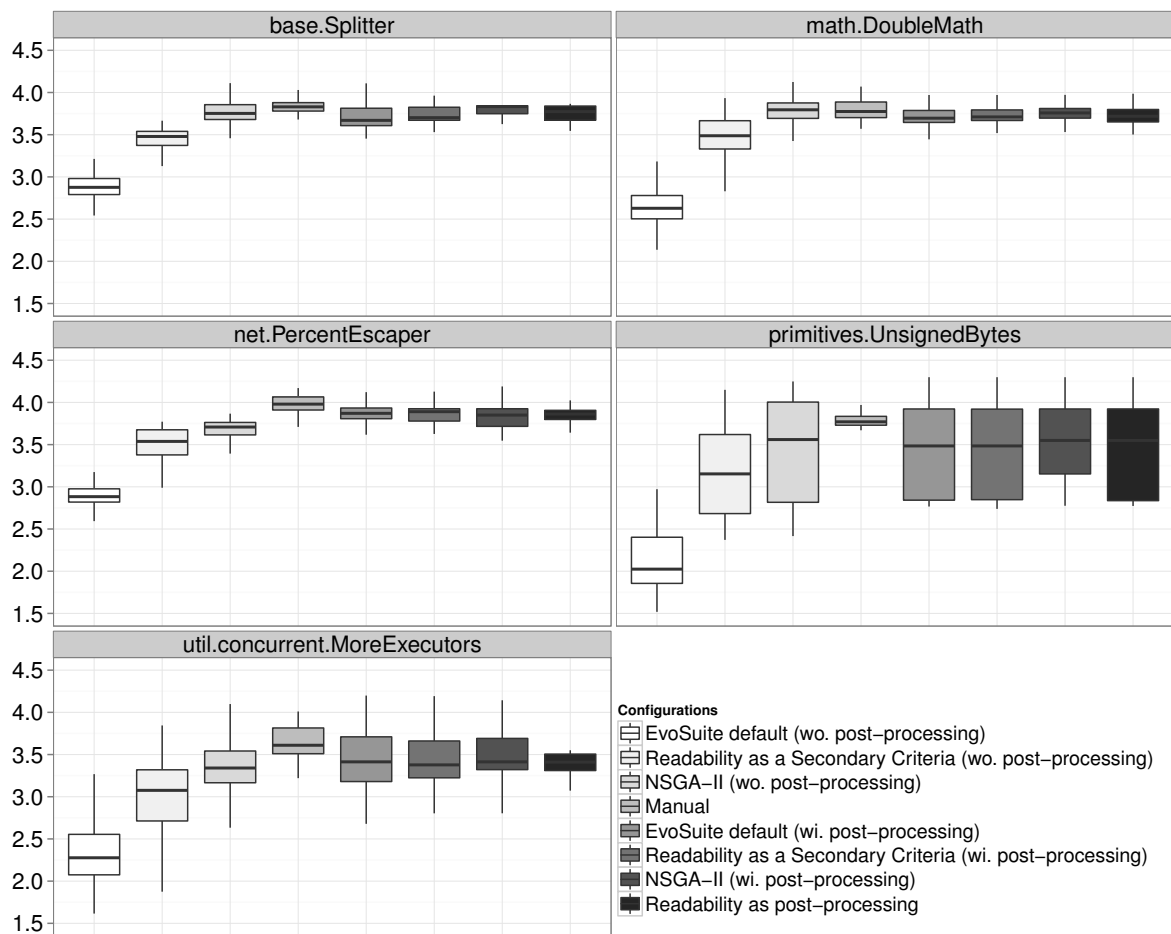 base.Splitter
math.DoubleMath
4.5
4.0
3.5
3.0
2.5
2.0
1.5
net.PercentEscaper
primitives.UnsignedBytes
4.5
4.0
3.5
3.0
2.5
2.0
1.5
util.concurrent.MoreExecutors
4.5
4.0
3.5
3.0
2.5
2.0
1.5
Configurations
EvoSuite default (wo. post−processing)
Readability as a Secondary Criteria (wo. post−processing)
NSGA−II (wo. post−processing)
Manual
EvoSuite default (wi. post−processing)
Readability as a Secondary Criteria (wi. post−processing)
NSGA−II (wi. post−processing)
Readability as post−processing